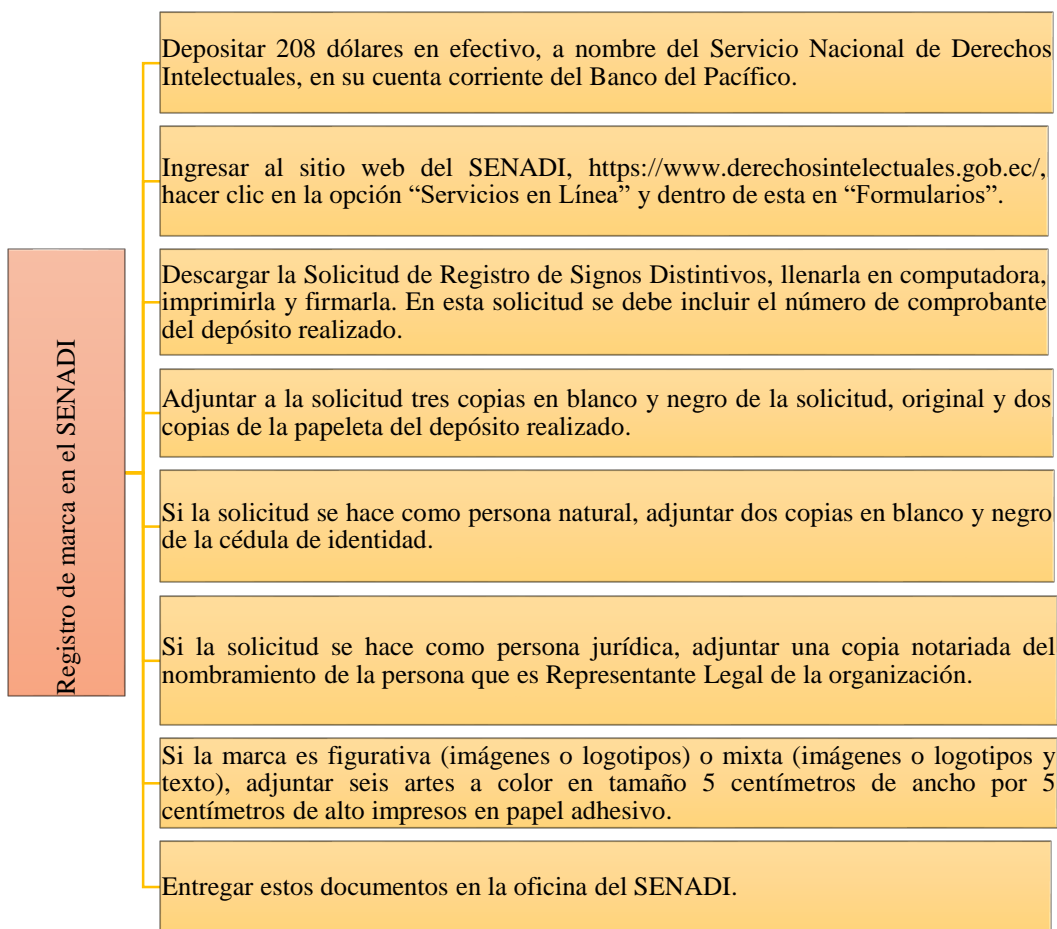 Registro de marca en el SENADI
Depositar 208 dólares en efectivo, a nombre del Servicio Nacional de Derechos
Intelectuales, en su cuenta corriente del Banco del Pacífico.
Ingresar al sitio web del SENADI, https://www.derechosintelectuales.gob.ec/,
hacer clic en la opción “Servicios en Línea” y dentro de esta en “Formularios”.
Descargar la Solicitud de Registro de Signos Distintivos, llenarla en computadora,
imprimirla y firmarla. En esta solicitud se debe incluir el número de comprobante
del depósito realizado.
Adjuntar a la solicitud tres copias en blanco y negro de la solicitud, original y dos
copias de la papeleta del depósito realizado.
Si la solicitud se hace como persona natural, adjuntar dos copias en blanco y negro
de la cédula de identidad.
Si la solicitud se hace como persona jurídica, adjuntar una copia notariada del
nombramiento de la persona que es Representante Legal de la organización.
Si la marca es figurativa (imágenes o logotipos) o mixta (imágenes o logotipos y
texto), adjuntar seis artes a color en tamaño 5 centímetros de ancho por 5
centímetros de alto impresos en papel adhesivo.
Entregar estos documentos en la oficina del SENADI.